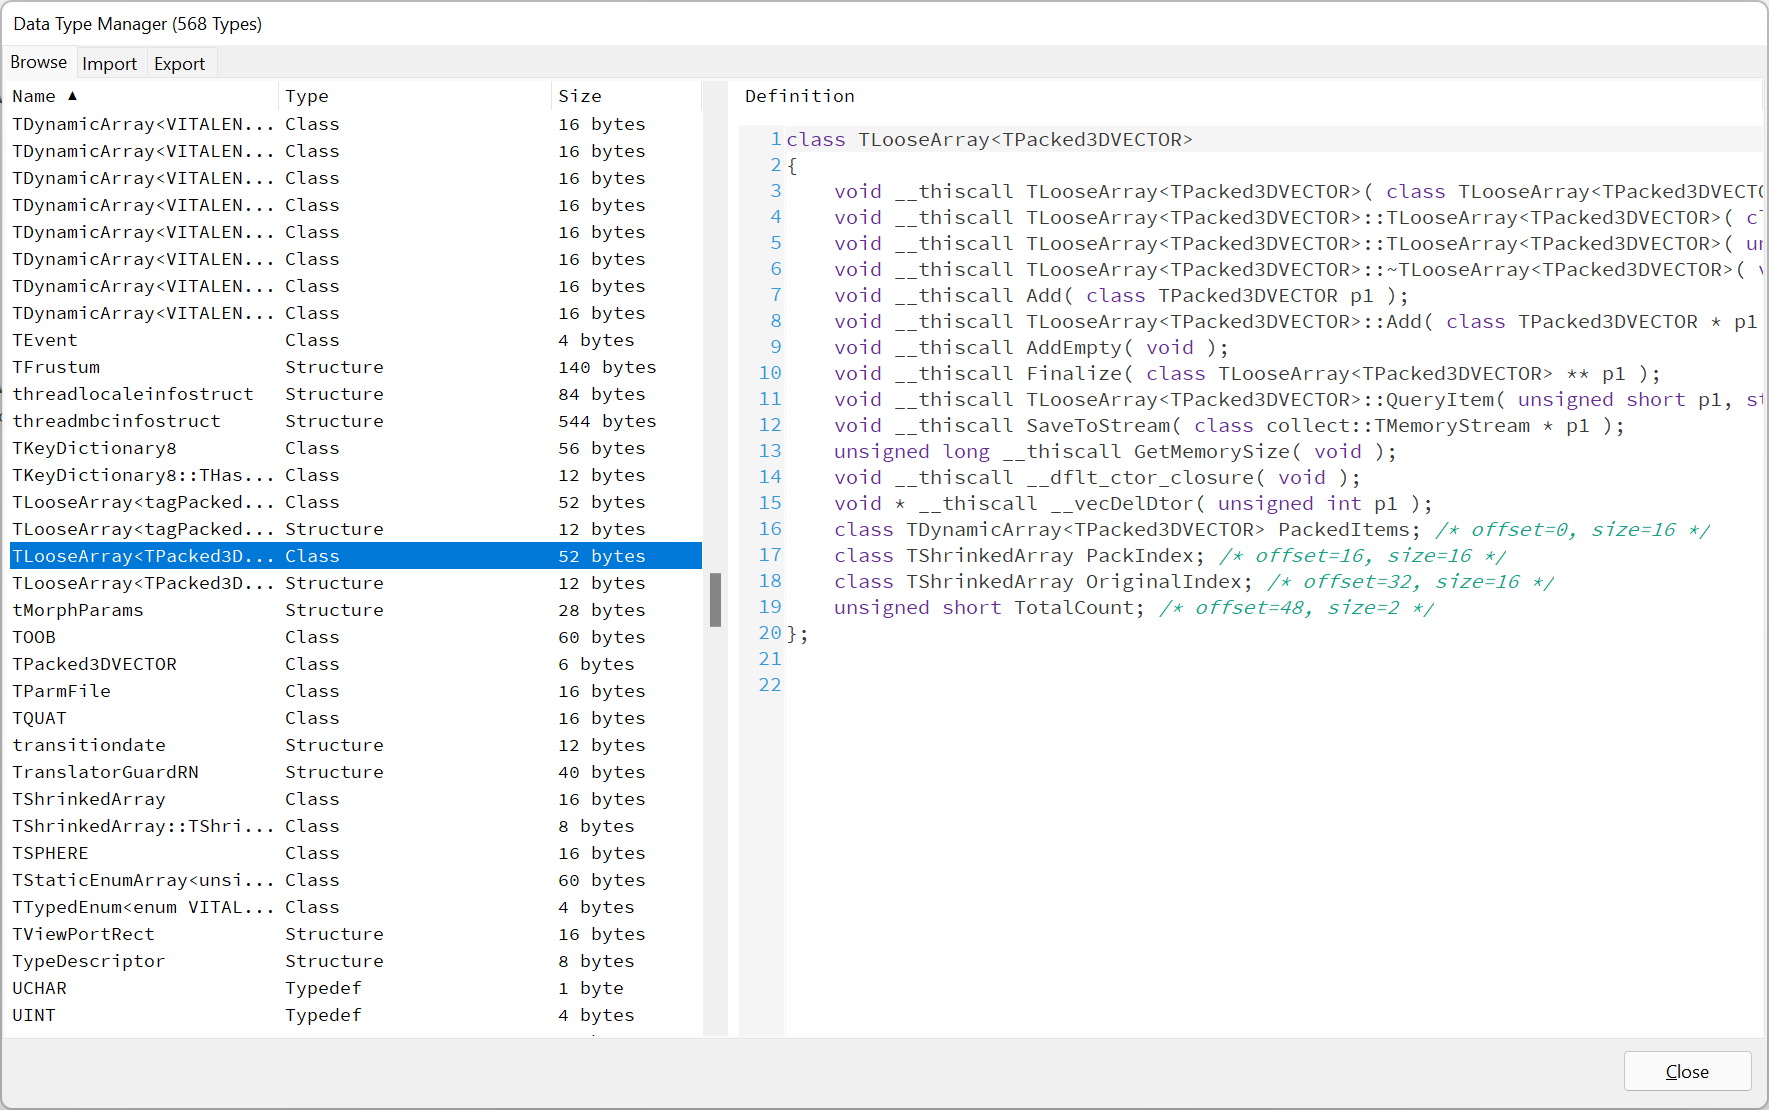 Data Type Manager (568 Types)
Browse Import Export
Name ▲ Type Size
TDynamicArray<VITALEN... Class 16 bytes
TDynamicArray<VITALEN... Class 16 bytes
TDynamicArray<VITALEN... Class 16 bytes
TDynamicArray<VITALEN... Class 16 bytes
TDynamicArray<VITALEN... Class 16 bytes
TDynamicArray<VITALEN... Class 16 bytes
TDynamicArray<VITALEN... Class 16 bytes
TDynamicArray<VITALEN... Class 16 bytes
TEvent Class 4 bytes
TFrustum Structure 140 bytes
threadlocaleinfostruct Structure 84 bytes
threadmbcinfostruct Structure 544 bytes
TKeyDictionary8 Class 56 bytes
TKeyDictionary8::THas... Class 12 bytes
TLooseArray<tagPacked... Class 52 bytes
TLooseArray<tagPacked... Structure 12 bytes
TLooseArray<TPacked3D... Class 52 bytes
TLooseArray<TPacked3D... Structure 12 bytes
tMorphParams Structure 28 bytes
TOOB Class 60 bytes
TPacked3DVECTOR Class 6 bytes
TParmFile Class 16 bytes
TQUAT Class 16 bytes
transitiondate Structure 12 bytes
TranslatorGuardRN Structure 40 bytes
TShrinkedArray Class 16 bytes
TShrinkedArray::TShri... Class 8 bytes
TSPHERE Class 16 bytes
TStaticEnumArray<unsi... Class 60 bytes
TTypedEnum<enum VITAL... Class 4 bytes
TViewPortRect Structure 16 bytes
TypeDescriptor Structure 8 bytes
UCHAR Typedef 1 byte
UINT Typedef 4 bytes
Definition
1 class TLooseArray<TPacked3DVECTOR>
2 {
3 void __thiscall TLooseArray<TPacked3DVECTOR>( class TLooseArray<TPacked3DVECTO
4 void __thiscall TLooseArray<TPacked3DVECTOR>::TLooseArray<TPacked3DVECTOR>( cl
5 void __thiscall TLooseArray<TPacked3DVECTOR>::TLooseArray<TPacked3DVECTOR>( un
6 void __thiscall TLooseArray<TPacked3DVECTOR>::~TLooseArray<TPacked3DVECTOR>( v
7 void __thiscall Add( class TPacked3DVECTOR p1 );
8 void __thiscall TLooseArray<TPacked3DVECTOR>::Add( class TPacked3DVECTOR * p1
9 void __thiscall AddEmpty( void );
10 void __thiscall Finalize( class TLooseArray<TPacked3DVECTOR> ** p1 );
11 void __thiscall TLooseArray<TPacked3DVECTOR>::QueryItem( unsigned short p1, st
12 void __thiscall SaveToStream( class collect::TMemoryStream * p1 );
13 unsigned long __thiscall GetMemorySize( void );
14 void __thiscall __dflt_ctor_closure( void );
15 void * __thiscall __vecDelDtor( unsigned int p1 );
16 class TDynamicArray<TPacked3DVECTOR> PackedItems; /* offset=0, size=16 */
17 class TShrinkedArray PackIndex; /* offset=16, size=16 */
18 class TShrinkedArray OriginalIndex; /* offset=32, size=16 */
19 unsigned short TotalCount; /* offset=48, size=2 */
20 };
21
22
Close